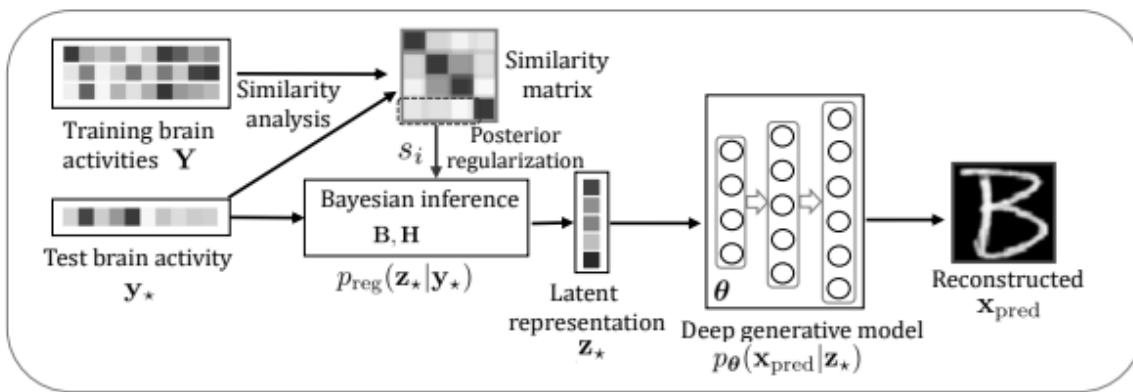 Training brain
activities Y
Similarity
analysis
Similarity
matrix
Posterior
regularization
s_i
Test brain activity
y⋆
Bayesian inference
B, H
p_reg(z⋆|y⋆)
Latent
representation
z⋆
θ
Deep generative model
p_θ(x_pred|z⋆)
B
Reconstructed
x_pred